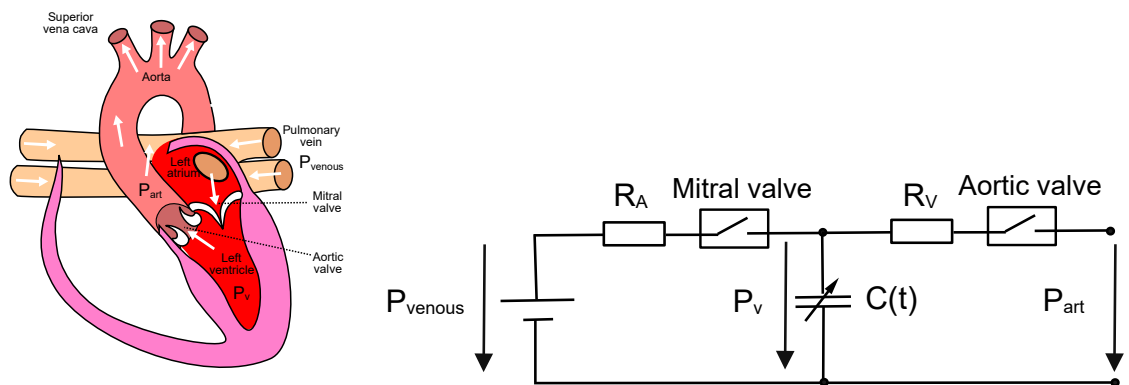 Superior
vena cava
Aorta
Pulmonary
vein
P_venous
Left
atrium
P_art
Mitral
valve
Left
ventricle
Aortic
valve
P_v
R_A
Mitral valve
R_V
Aortic valve
P_venous
P_v
C(t)
P_art